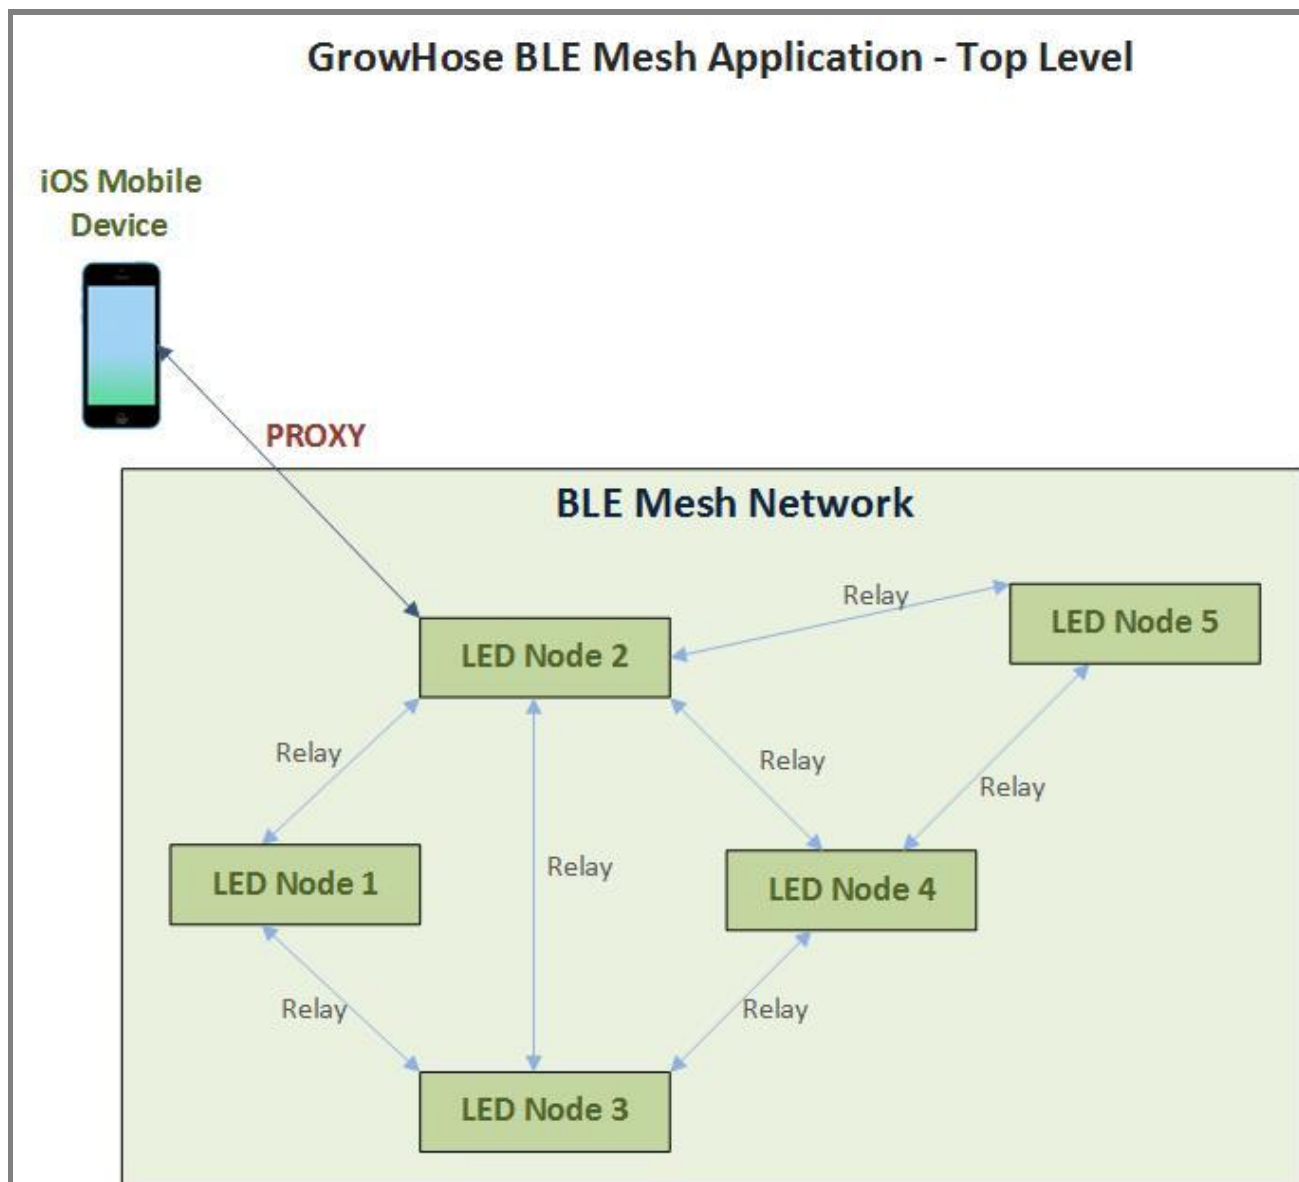 GrowHose BLE Mesh Application - Top Level
iOS Mobile
Device
PROXY
BLE Mesh Network
Relay
LED Node 5
LED Node 2
Relay
Relay
Relay
Relay
LED Node 1
LED Node 4
Relay
Relay
LED Node 3